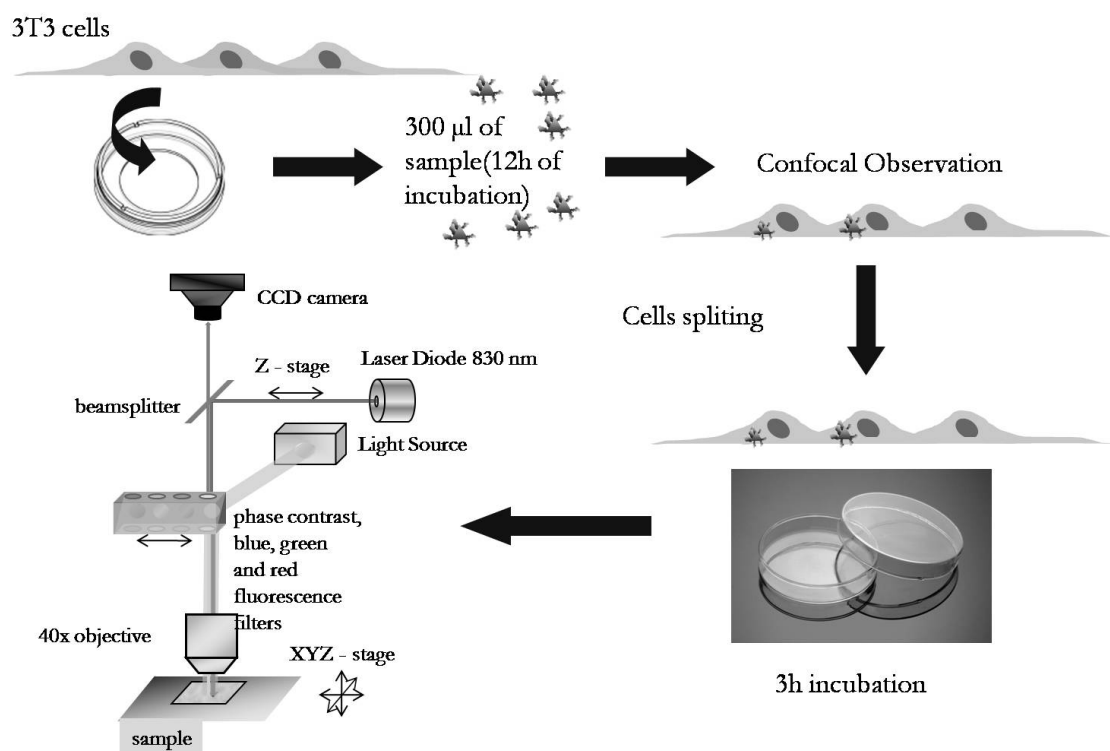 3T3 cells
300 µl of
sample(12h of
incubation)
Confocal Observation
Cells spliting
3h incubation
CCD camera
Z - stage
Laser Diode 830 nm
beamsplitter
Light Source
phase contrast,
blue, green
and red
fluorescence
filters
40x objective
XYZ - stage
sample